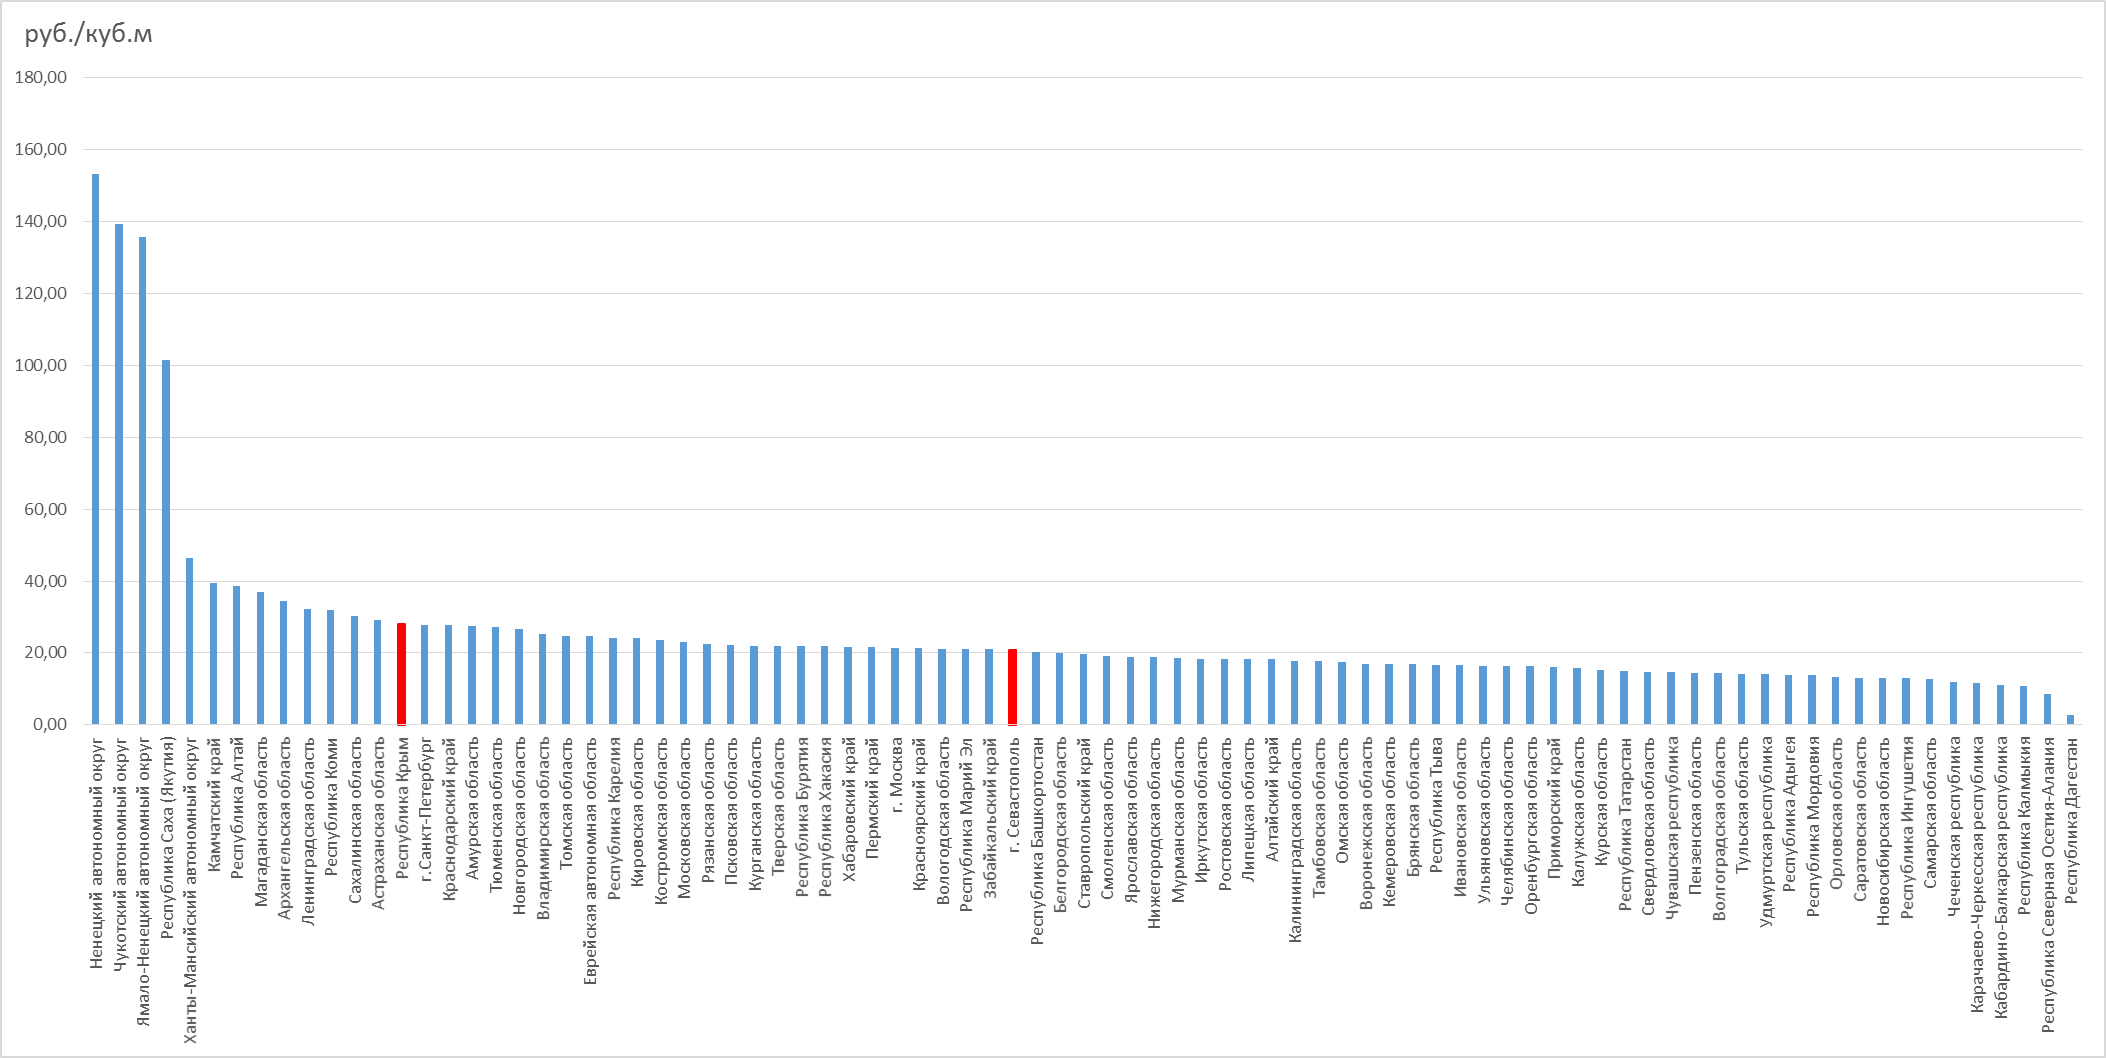 руб./куб.м
180,00
160,00
140,00
120,00
100,00
80,00
60,00
40,00
20,00
0,00
Ненецкий автономный округ
Чукотский автономный округ
Ямало-Ненецкий автономный округ
Республика Саха (Якутия)
Ханты-Мансийский автономный округ
Камчатский край
Республика Алтай
Магаданская область
Архангельская область
Ленинградская область
Республика Коми
Сахалинская область
Астраханская область
Республика Крым
г.Санкт-Петербург
Краснодарский край
Амурская область
Тюменская область
Новгородская область
Владимирская область
Томская область
Еврейская автономная область
Республика Карелия
Кировская область
Костромская область
Московская область
Рязанская область
Псковская область
Курганская область
Тверская область
Республика Бурятия
Республика Хакасия
Хабаровский край
Пермский край
г. Москва
Красноярский край
Вологодская область
Республика Марий Эл
Забайкальский край
г. Севастополь
Республика Башкортостан
Белгородская область
Ставропольский край
Смоленская область
Ярославская область
Нижегородская область
Мурманская область
Иркутская область
Ростовская область
Липецкая область
Алтайский край
Калининградская область
Тамбовская область
Омская область
Воронежская область
Кемеровская область
Брянская область
Республика Тыва
Ивановская область
Ульяновская область
Челябинская область
Оренбургская область
Приморский край
Калужская область
Курская область
Республика Татарстан
Свердловская область
Чувашская республика
Пензенская область
Волгоградская область
Тульская область
Удмуртская республика
Республика Адыгея
Республика Мордовия
Орловская область
Саратовская область
Новосибирская область
Республика Ингушетия
Самарская область
Чеченская республика
Карачаево-Черкесская республика
Кабардино-Балкарская республика
Республика Калмыкия
Республика Северная Осетия-Алания
Республика Дагестан